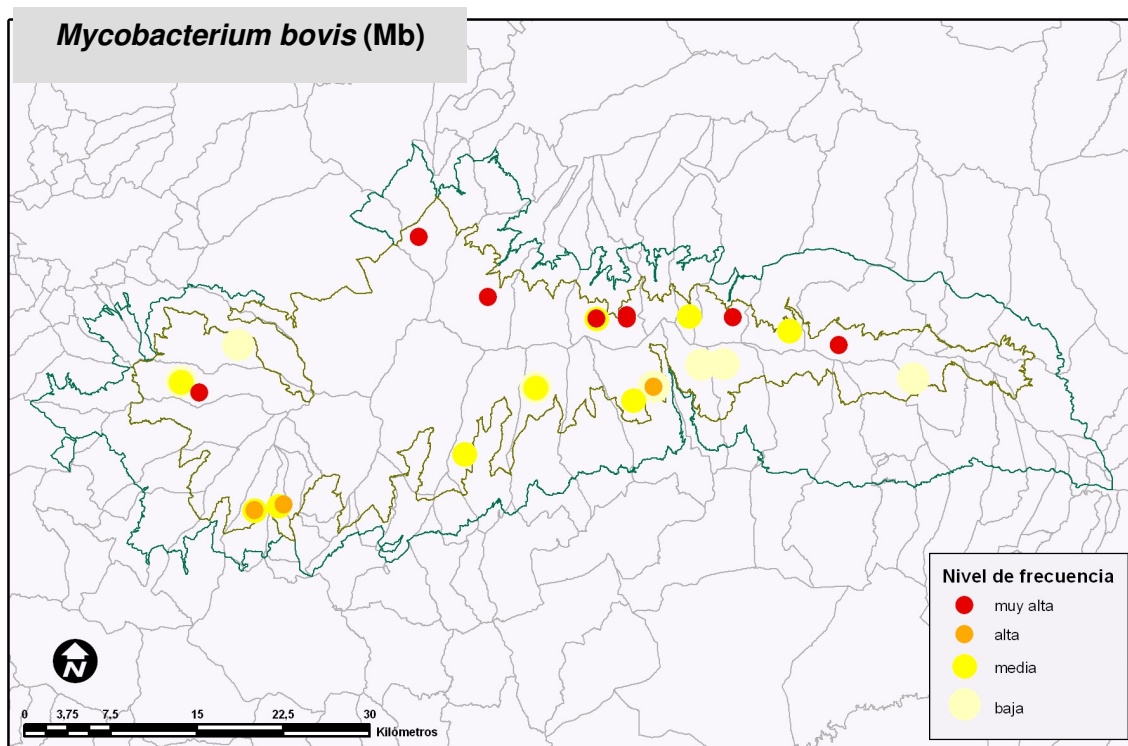 Mycobacterium bovis (Mb)
Nivel de frecuencia
muy alta
alta
media
baja
N
0 3,75 7,5 15 22,5 30
Kilómetros